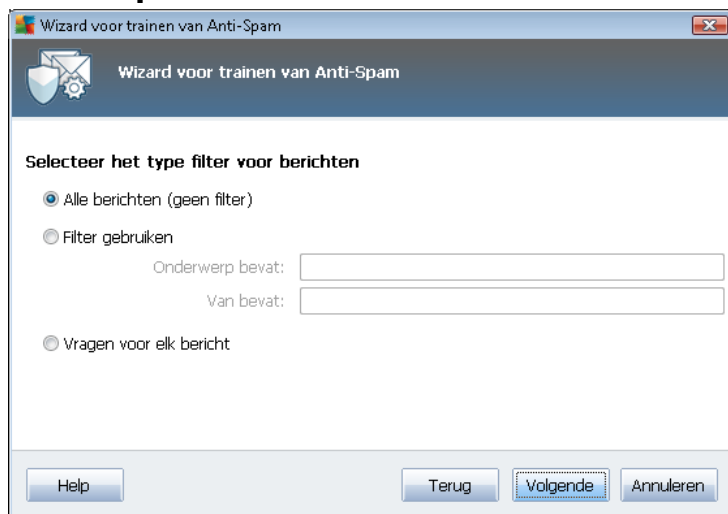 Wizard voor trainen van Anti-Spam
Wizard voor trainen van Anti-Spam
Selecteer het type filter voor berichten
Alle berichten (geen filter)
Filter gebruiken
Onderwerp bevat:
Van bevat:
Vragen voor elk bericht
Help
Terug
Volgende
Annuleren